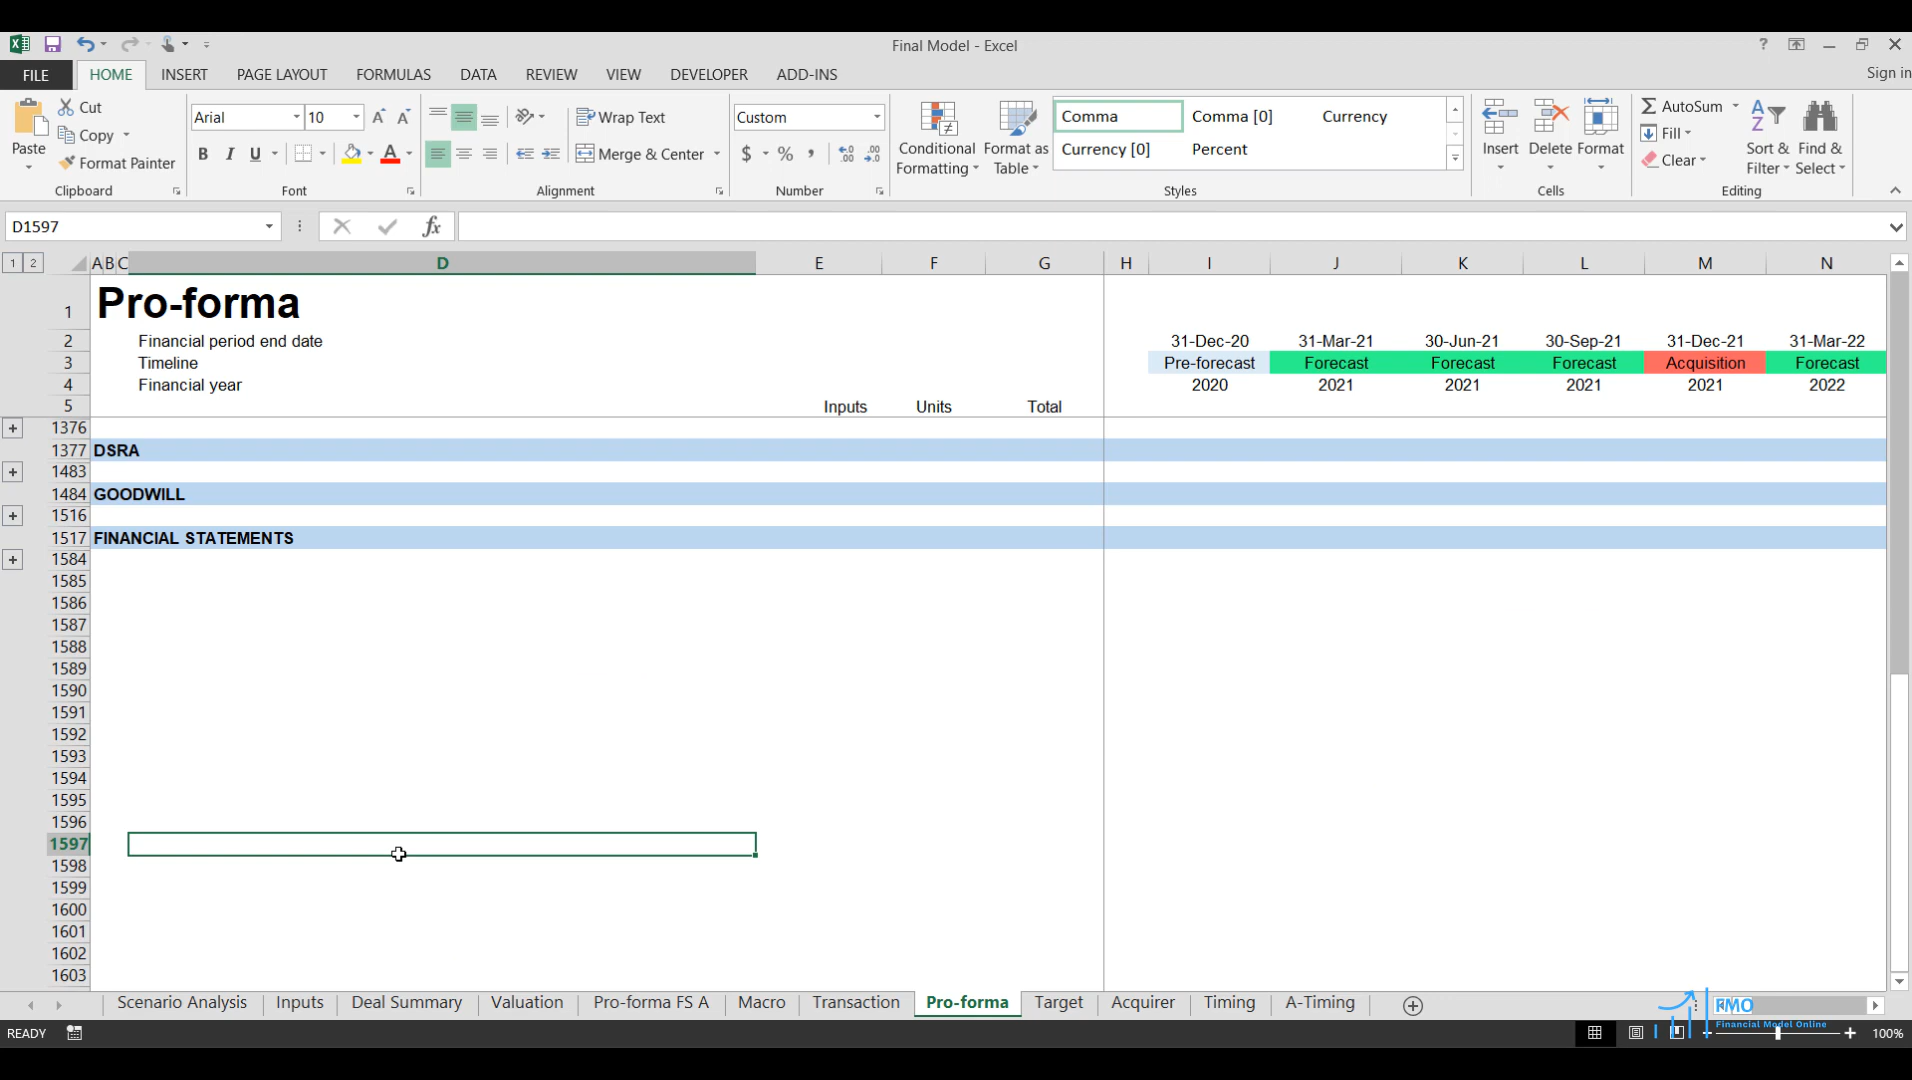 Final Model - Excel
?
Sign in
FILE HOME INSERT PAGE LAYOUT FORMULAS DATA REVIEW VIEW DEVELOPER ADD-INS
Paste
Cut
Copy
Format Painter
Clipboard
Arial 10
B I U
Font
Wrap Text
Merge & Center
Alignment
Custom
$ % ,
Number
Conditional Formatting
Format as Table
Comma Comma [0] Currency
Currency [0] Percent
Styles
Insert Delete Format
Cells
AutoSum
Fill
Clear
Sort & Filter
Find & Select
Editing
D1597 fx
1 2 A B C D E F G H I J K L M N
1 Pro-forma
2 Financial period end date 31-Dec-20 31-Mar-21 30-Jun-21 30-Sep-21 31-Dec-21 31-Mar-22
3 Timeline Pre-forecast Forecast Forecast Forecast Acquisition Forecast
4 Financial year 2020 2021 2021 2021 2021 2022
5 Inputs Units Total
1376
1377 DSRA
1483
1484 GOODWILL
1516
1517 FINANCIAL STATEMENTS
1584
1585
1586
1587
1588
1589
1590
1591
1592
1593
1594
1595
1596
1597
1598
1599
1600
1601
1602
1603
Scenario Analysis Inputs Deal Summary Valuation Pro-forma FS A Macro Transaction Pro-forma Target Acquirer Timing A-Timing
FMO
Financial Model Online
READY 100%